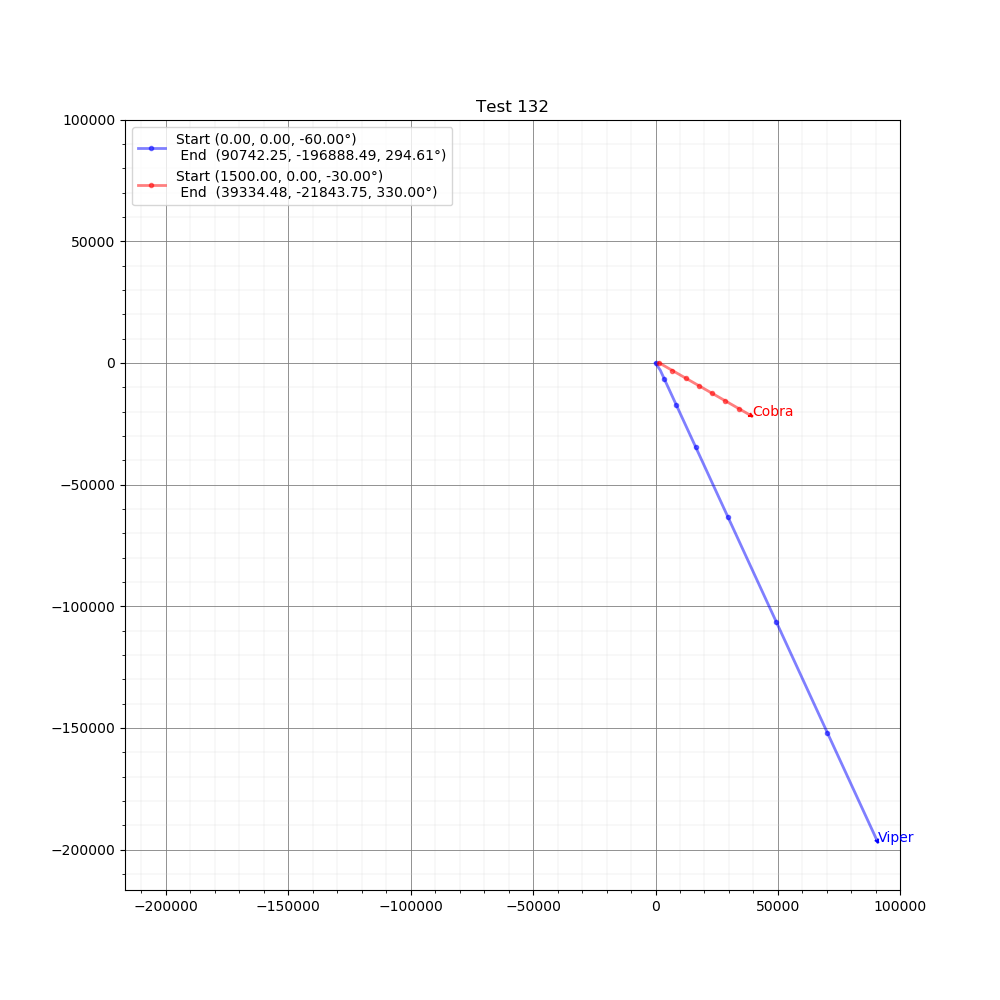 Test 132
Start (0.00, 0.00, -60.00°)
End  (90742.25, -196888.49, 294.61°)
Start (1500.00, 0.00, -30.00°)
End  (39334.48, -21843.75, 330.00°)
100000
50000
0
−50000
−100000
−150000
−200000
Cobra
Viper
−200000
−150000
−100000
−50000
0
50000
100000